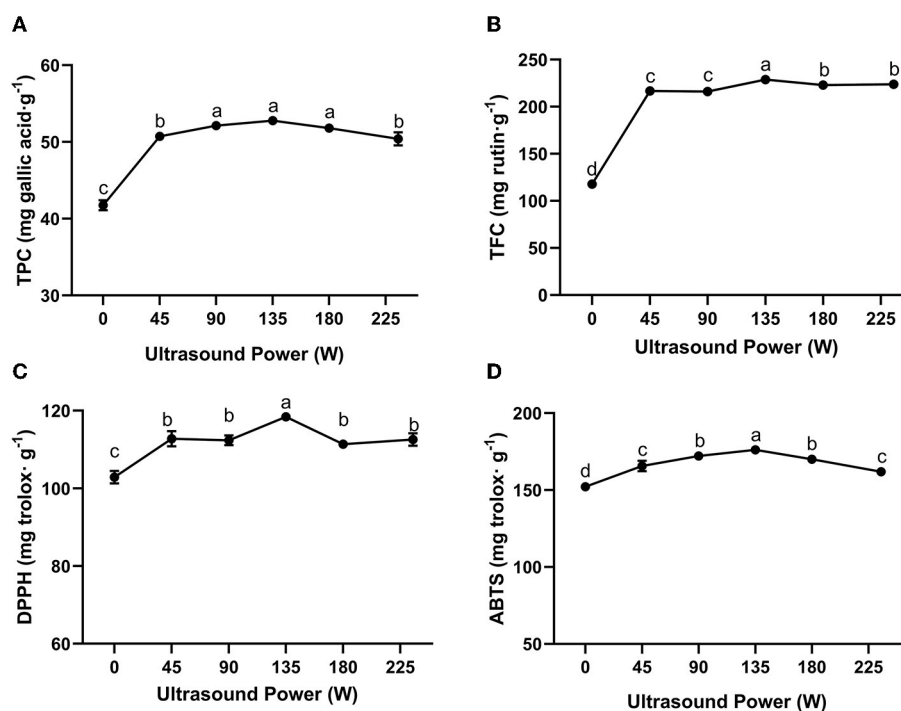 A
TPC (mg gallic acid·g-1)
60
50
40
30
c b a a a b
0 45 90 135 180 225
Ultrasound Power (W)
B
TFC (mg rutin·g-1)
250
200
150
100
50
0
d c c a b b
0 45 90 135 180 225
Ultrasound Power (W)
C
DPPH (mg trolox· g-1)
120
100
80
60
c b b a b b
0 45 90 135 180 225
Ultrasound Power (W)
D
ABTS (mg trolox· g-1)
200
150
100
50
d c b a b c
0 45 90 135 180 225
Ultrasound Power (W)